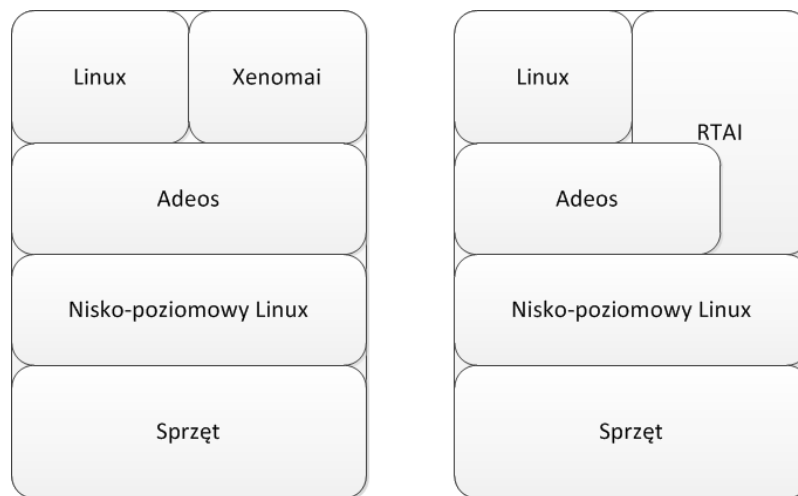 Linux
Xenomai
Adeos
Nisko-poziomowy Linux
Sprzęt
Linux
RTAI
Adeos
Nisko-poziomowy Linux
Sprzęt